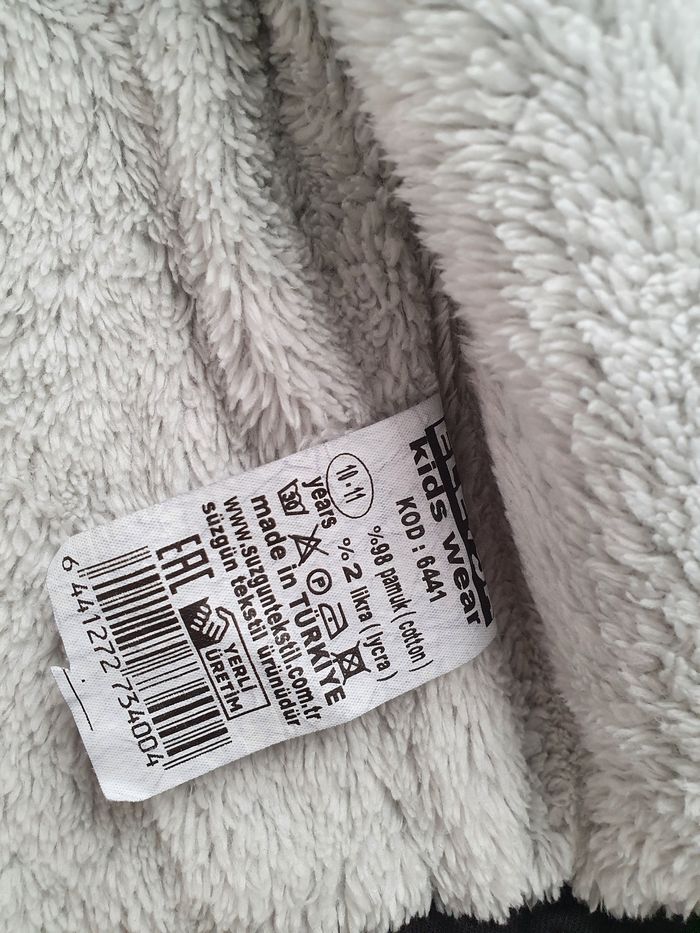 kids wear
KOD : 6441
%98 pamuk ( cotton )
% 2 likra ( lycra )
10 - 11
years
30
P
made in TÜRKİYE
www.suzguntekstil.com.tr
süzgün tekstil ürünüdür
EAC
YERLİ
ÜRETİM
6 441272 734004